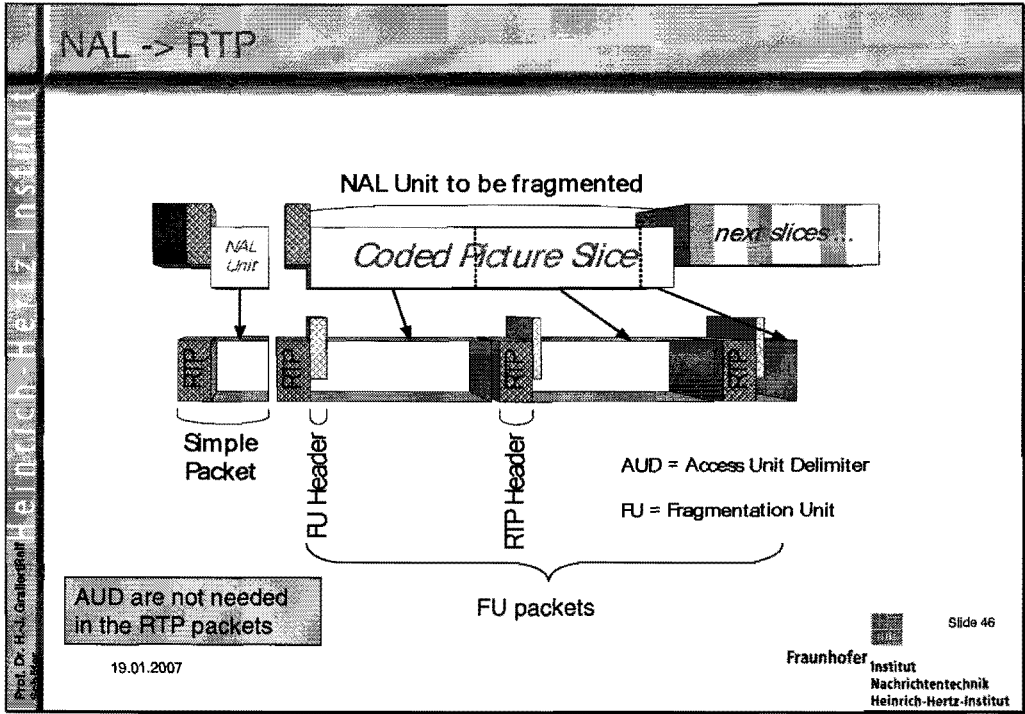 NAL -> RTP
NAL Unit to be fragmented
NAL
Unit
Coded Picture Slice
next slices ...
RTP
RTP
RTP
RTP
Simple
Packet
FU Header
RTP Header
AUD = Access Unit Delimiter
FU = Fragmentation Unit
FU packets
AUD are not needed
in the RTP packets
19.01.2007
Slide 46
Fraunhofer
Institut
Nachrichtentechnik
Heinrich-Hertz-Institut
Heinrich-Hertz-Institut
Prof. Dr. H.-J. Grallert